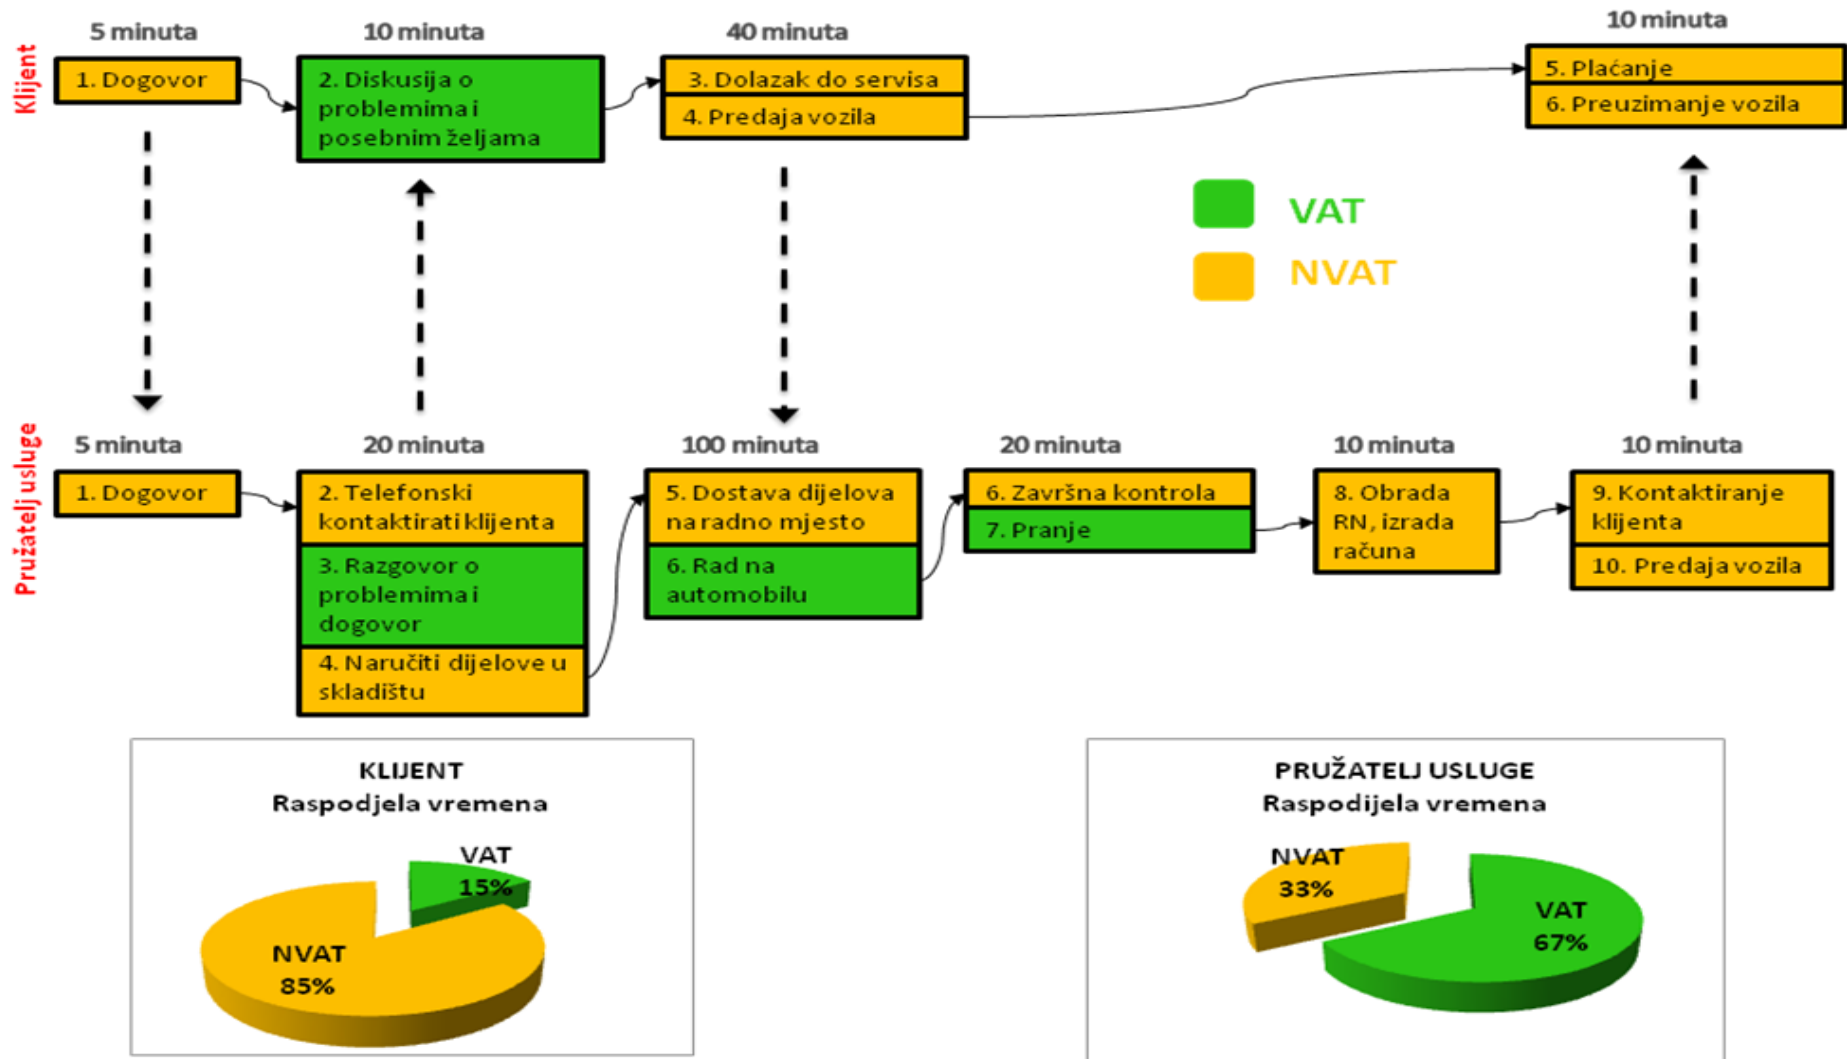 Klijent
5 minuta
1. Dogovor
10 minuta
2. Diskusija o
problemima i
posebnim željama
40 minuta
3. Dolazak do servisa
4. Predaja vozila
10 minuta
5. Plaćanje
6. Preuzimanje vozila
VAT
NVAT
Pružatelj usluge
5 minuta
1. Dogovor
20 minuta
2. Telefonski
kontaktirati klijenta
3. Razgovor o
problemima i
dogovor
4. Naručiti dijelove u
skladištu
100 minuta
5. Dostava dijelova
na radno mjesto
6. Rad na
automobilu
20 minuta
6. Završna kontrola
7. Pranje
10 minuta
8. Obrada
RN, izrada
računa
10 minuta
9. Kontaktiranje
klijenta
10. Predaja vozila
KLIJENT
Raspodjela vremena
VAT
15%
NVAT
85%
PRUŽATELJ USLUGE
Raspodijela vremena
NVAT
33%
VAT
67%